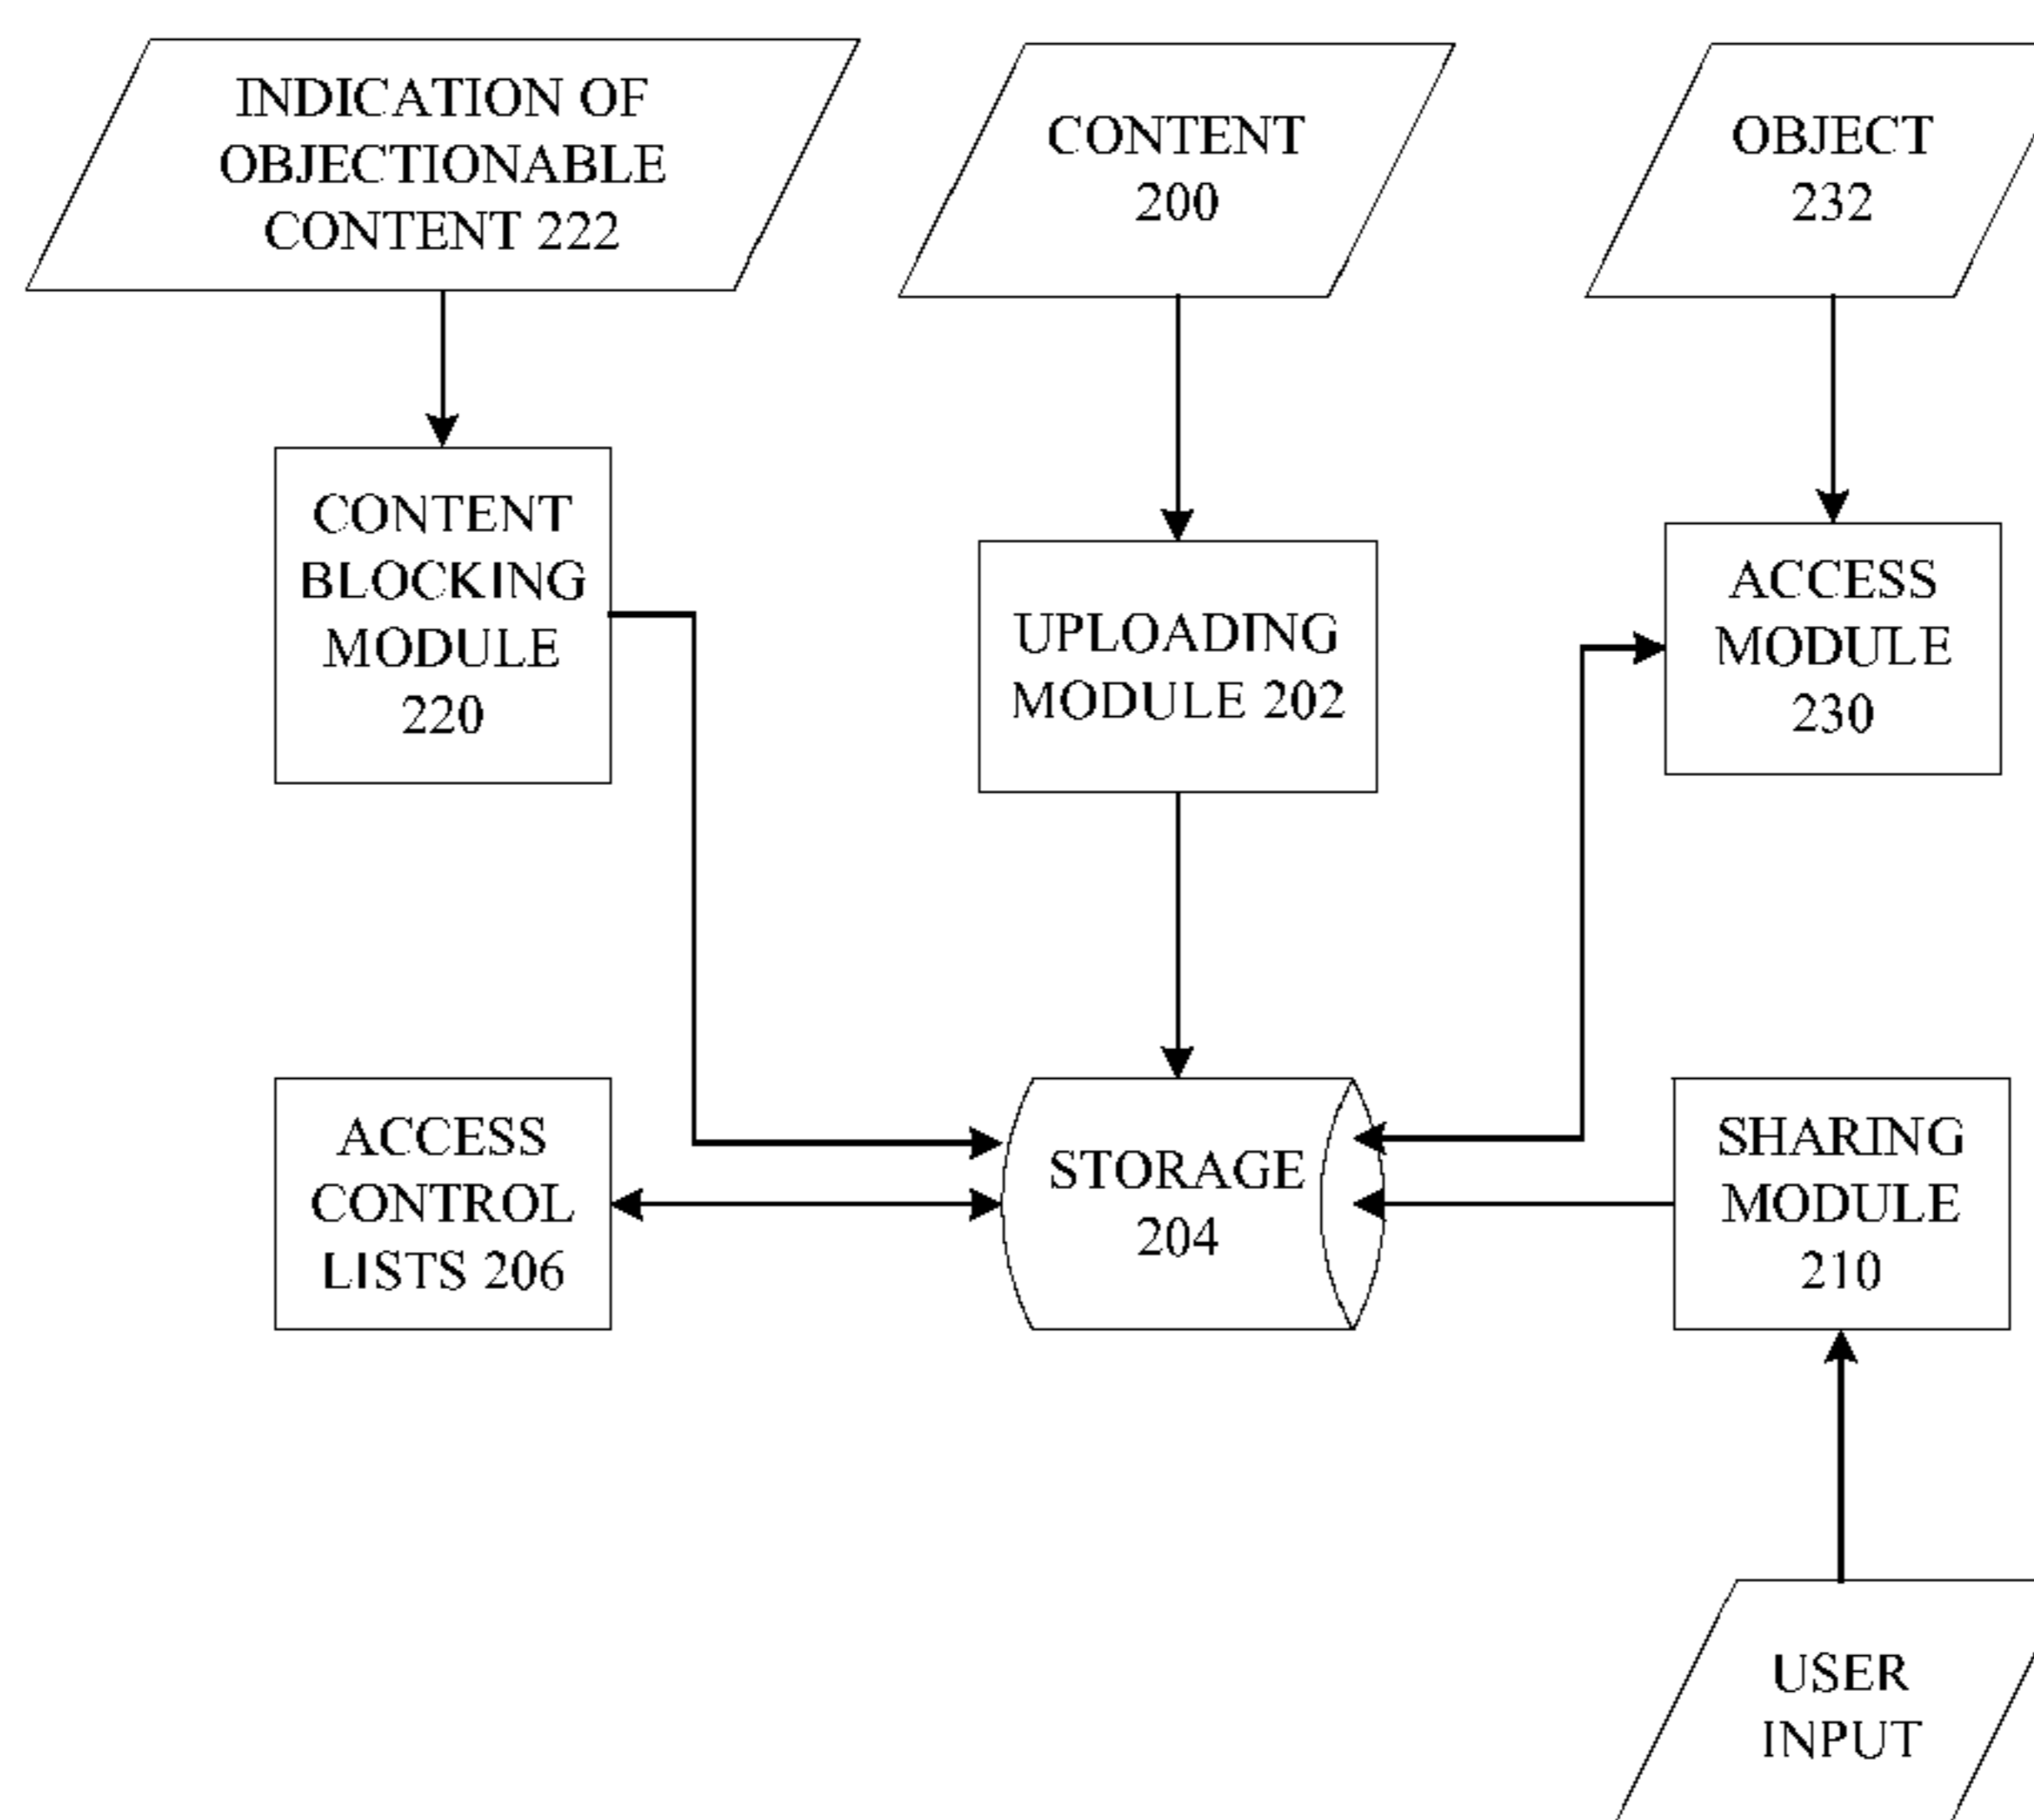 INDICATION OF
OBJECTIONABLE
CONTENT 222
CONTENT
200
OBJECT
232
CONTENT
BLOCKING
MODULE
220
UPLOADING
MODULE 202
ACCESS
MODULE
230
ACCESS
CONTROL
LISTS 206
STORAGE
204
SHARING
MODULE
210
USER
INPUT